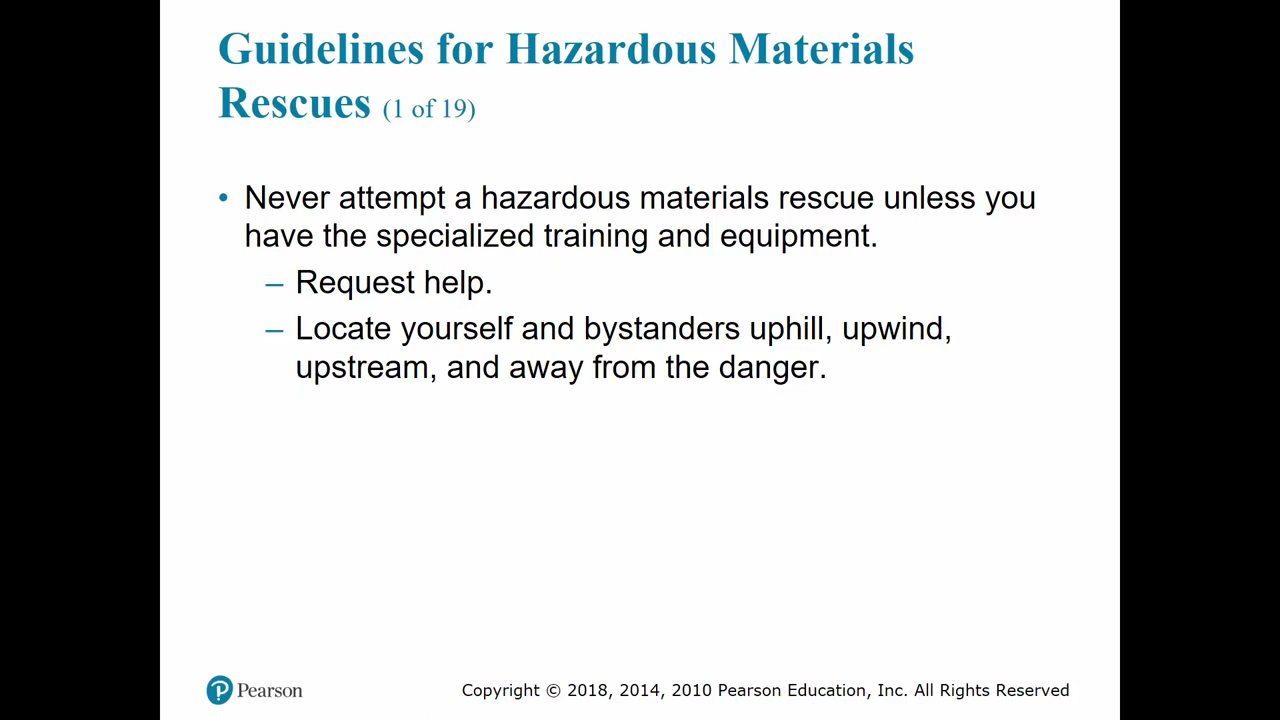 Guidelines for Hazardous Materials
Rescues (1 of 19)
• Never attempt a hazardous materials rescue unless you
have the specialized training and equipment.
– Request help.
– Locate yourself and bystanders uphill, upwind,
upstream, and away from the danger.
Pearson
Copyright © 2018, 2014, 2010 Pearson Education, Inc. All Rights Reserved